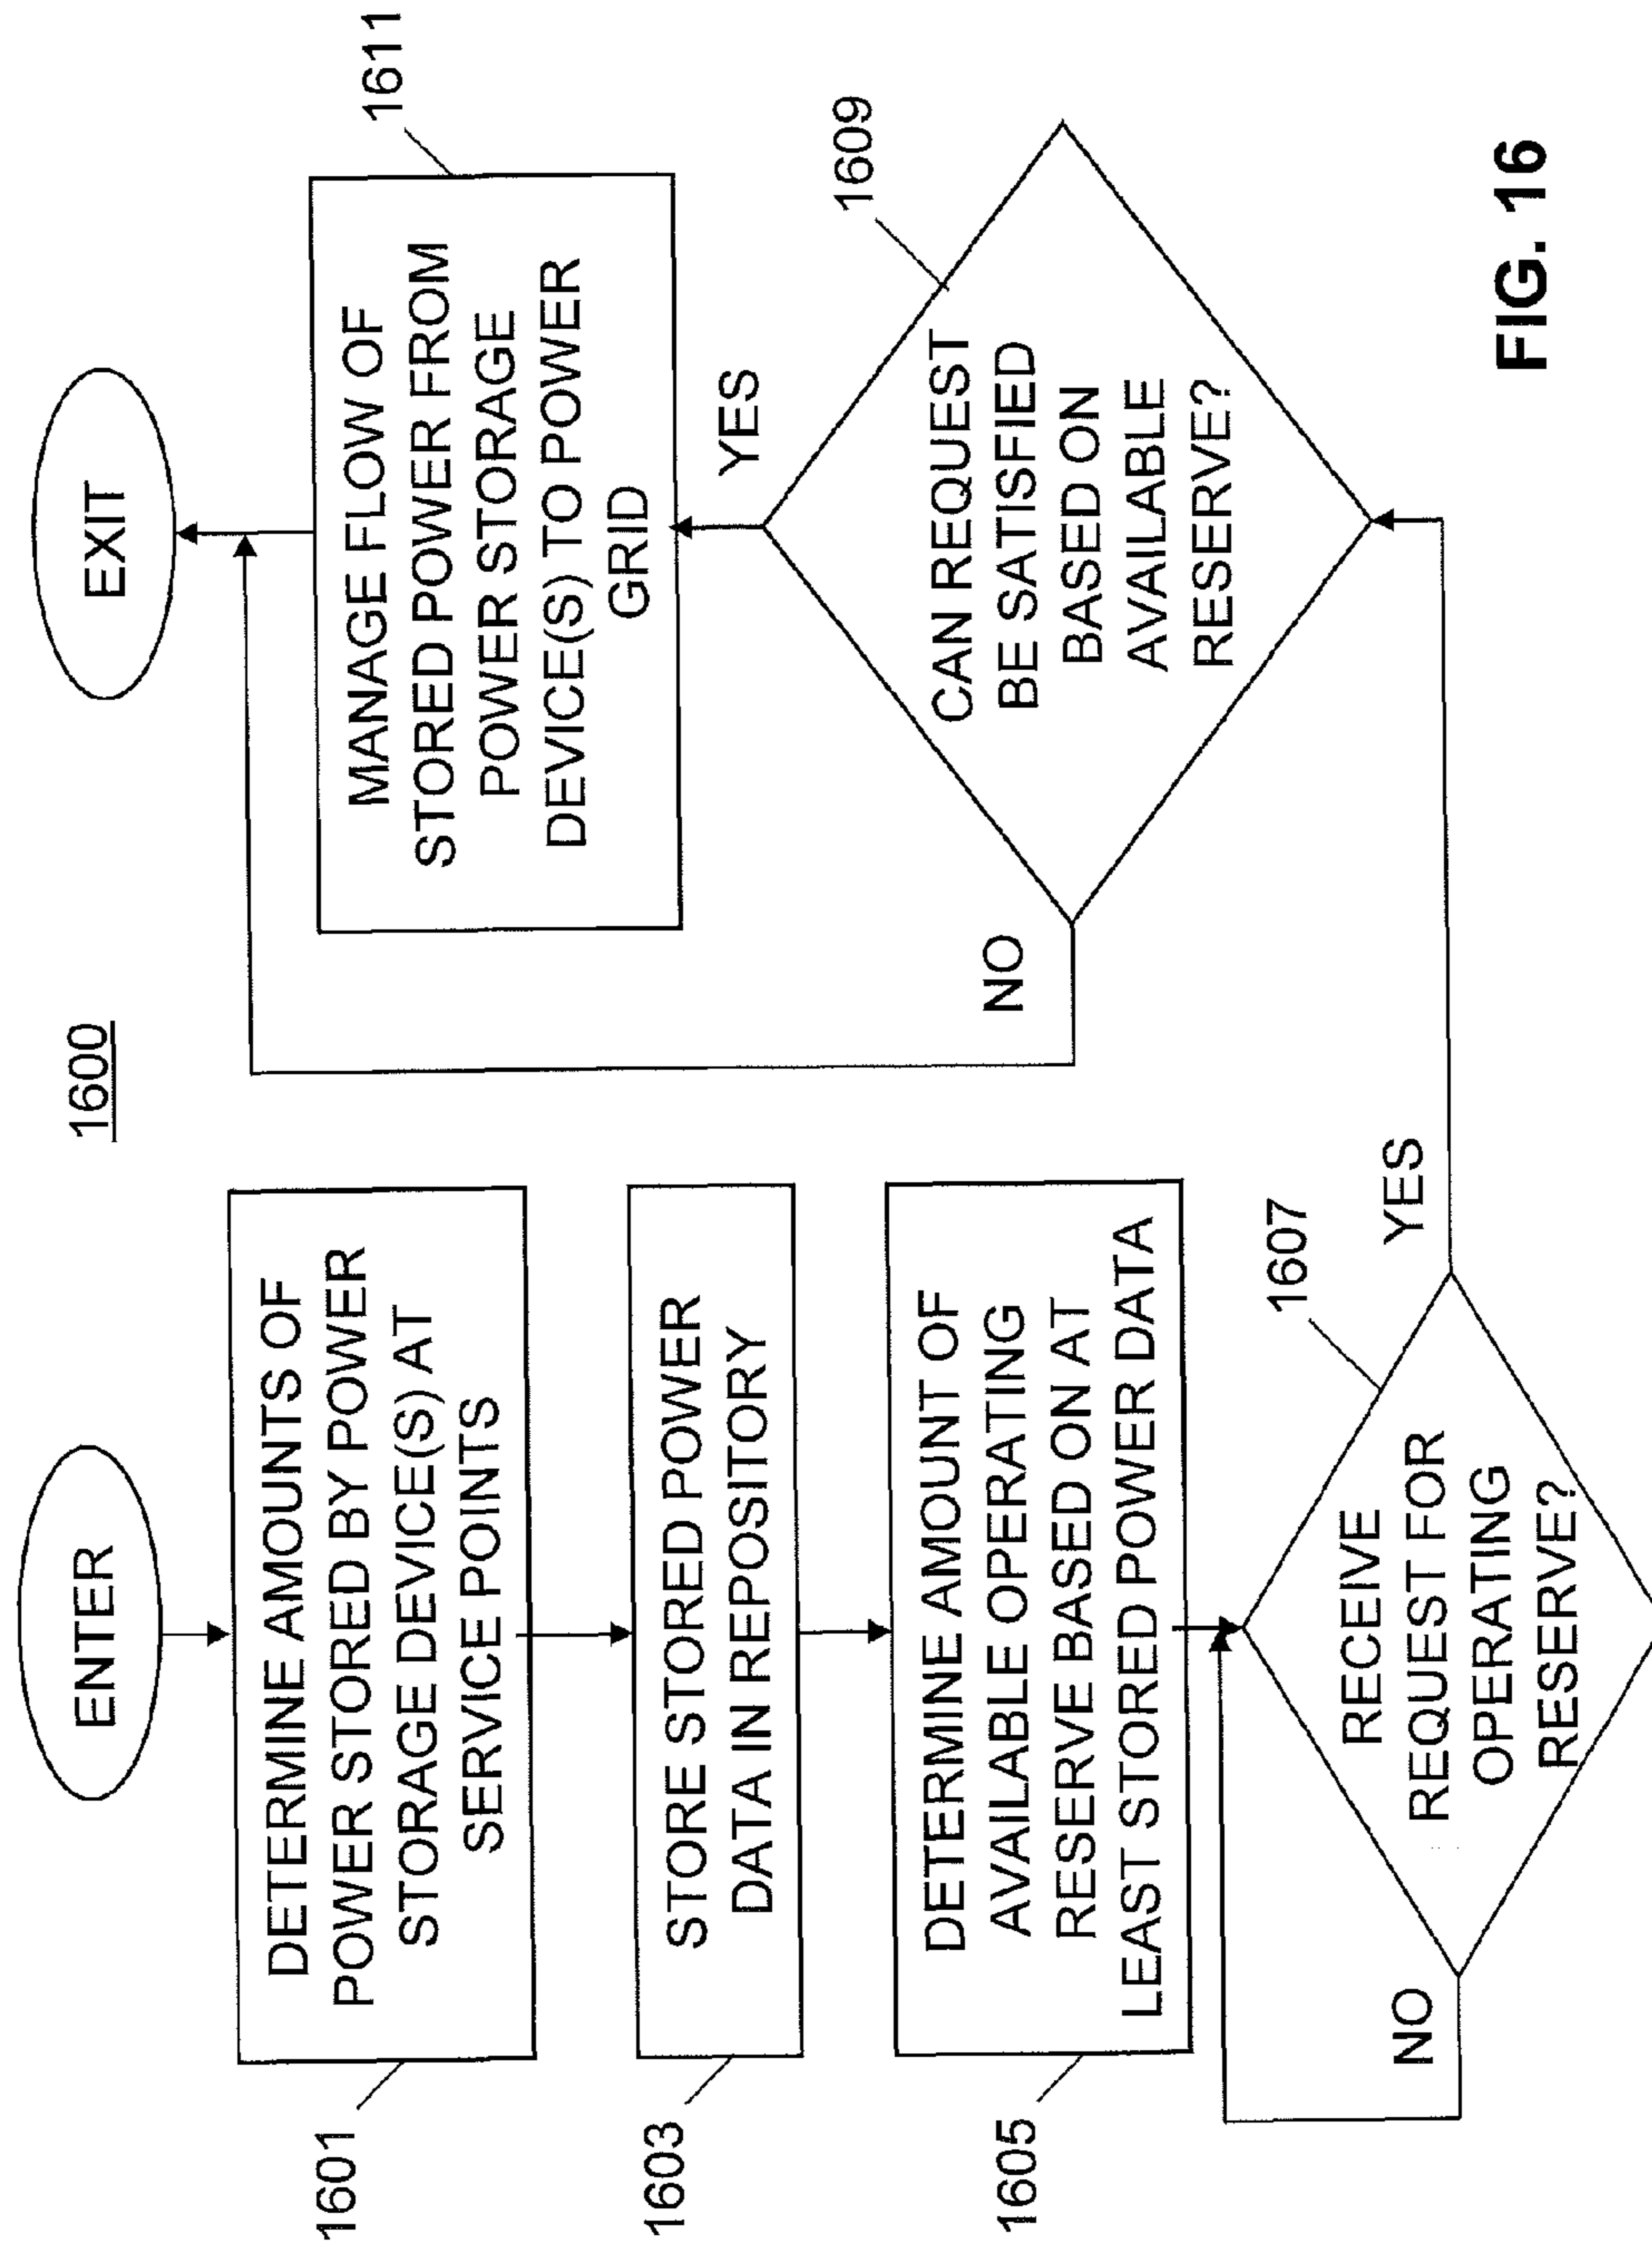 1600
ENTER
DETERMINE AMOUNTS OF
POWER STORED BY POWER
STORAGE DEVICE(S) AT
SERVICE POINTS
1601
STORE STORED POWER
DATA IN REPOSITORY
1603
DETERMINE AMOUNT OF
AVAILABLE OPERATING
RESERVE BASED ON AT
LEAST STORED POWER DATA
1605
RECEIVE
REQUEST FOR
OPERATING
RESERVE?
1607
NO
YES
CAN REQUEST
BE SATISFIED
BASED ON
AVAILABLE
RESERVE?
1609
NO
YES
MANAGE FLOW OF
STORED POWER FROM
POWER STORAGE
DEVICE(S) TO POWER
GRID
1611
EXIT
FIG. 16